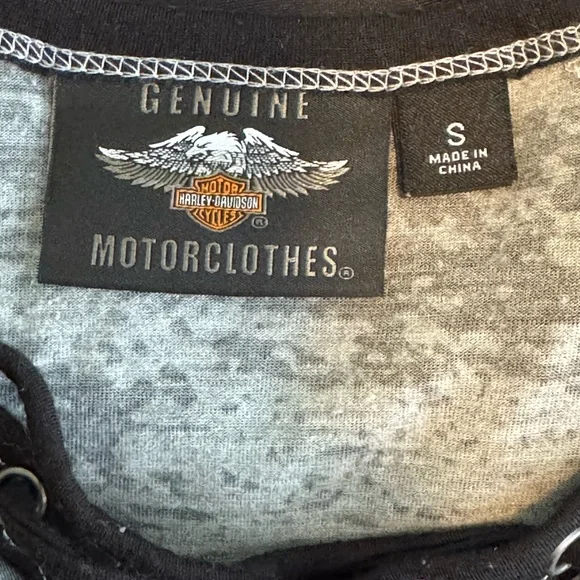 GENUINE
MOTOR
HARLEY-DAVIDSON
CYCLES
®
MOTORCLOTHES®
S
MADE IN
CHINA